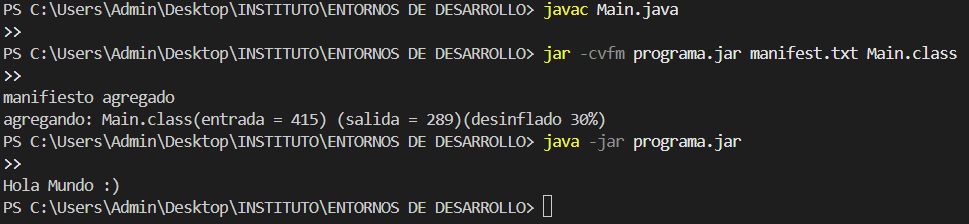 PS C:\Users\Admin\Desktop\INSTITUTO\ENTORNOS DE DESARROLLO> javac Main.java
>>
PS C:\Users\Admin\Desktop\INSTITUTO\ENTORNOS DE DESARROLLO> jar -cvfm programa.jar manifest.txt Main.class
>>
manifiesto agregado
agregando: Main.class(entrada = 415) (salida = 289)(desinflado 30%)
PS C:\Users\Admin\Desktop\INSTITUTO\ENTORNOS DE DESARROLLO> java -jar programa.jar
>>
Hola Mundo :)
PS C:\Users\Admin\Desktop\INSTITUTO\ENTORNOS DE DESARROLLO>